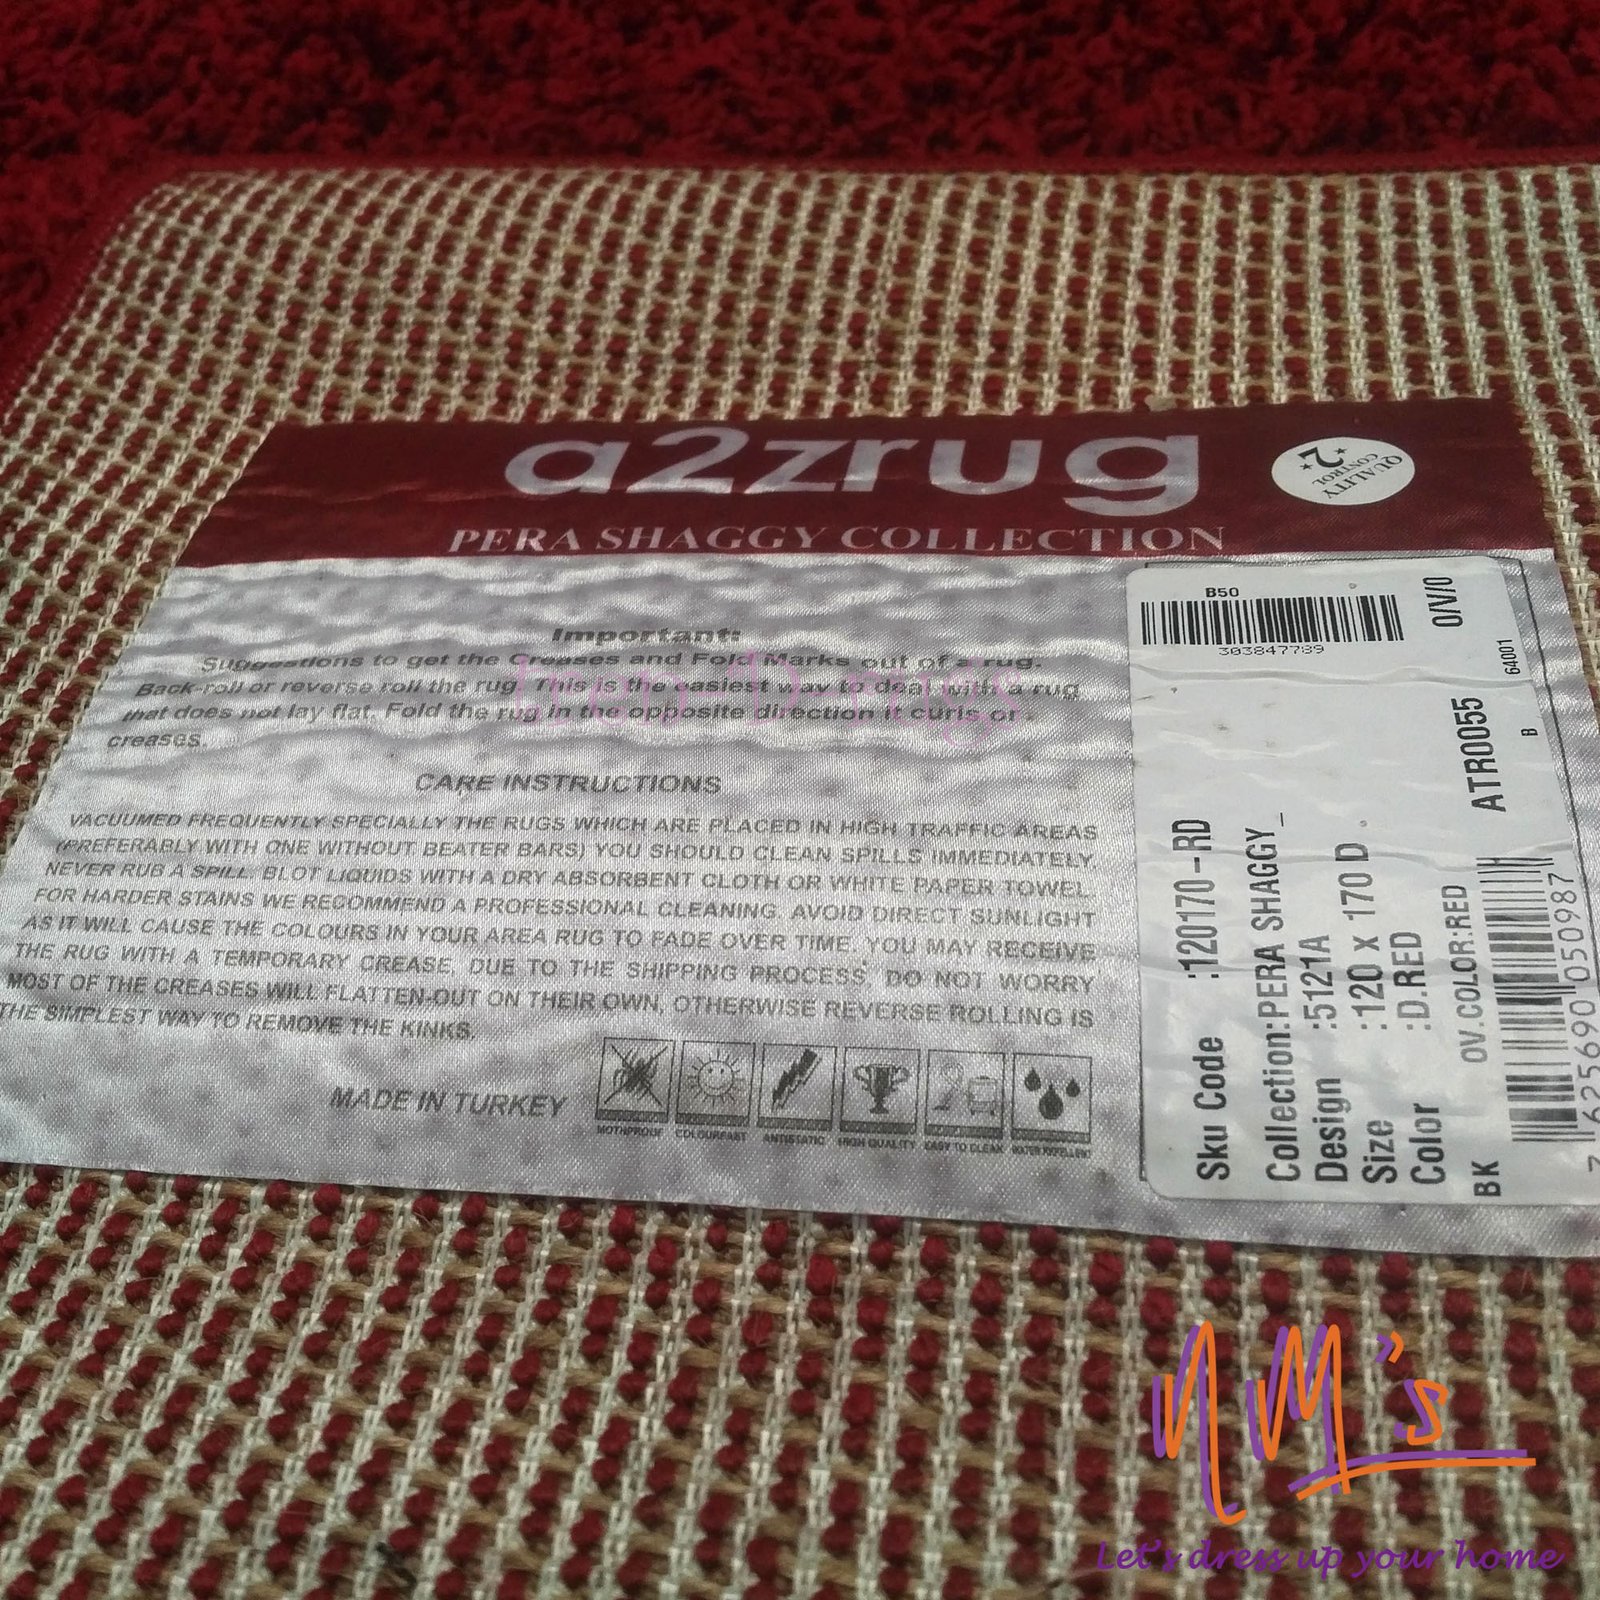 a2zrug
PERA SHAGGY COLLECTION
QUALITY
CONTROL
2
Important:
Suggestions to get the Creases and Fold Marks out of a rug.
Back-roll or reverse roll the rug. This is the easiest way to deal with a rug
that does not lay flat. Fold the rug in the opposite direction it curls or
creases.
CARE INSTRUCTIONS
VACUUMED FREQUENTLY SPECIALLY THE RUGS WHICH ARE PLACED IN HIGH TRAFFIC AREAS
(PREFERABLY WITH ONE WITHOUT BEATER BARS) YOU SHOULD CLEAN SPILLS IMMEDIATELY.
NEVER RUB A SPILL. BLOT LIQUIDS WITH A DRY ABSORBENT CLOTH OR WHITE PAPER TOWEL.
FOR HARDER STAINS WE RECOMMEND A PROFESSIONAL CLEANING. AVOID DIRECT SUNLIGHT
AS IT WILL CAUSE THE COLOURS IN YOUR AREA RUG TO FADE OVER TIME. YOU MAY RECEIVE
THE RUG WITH A TEMPORARY CREASE DUE TO THE SHIPPING PROCESS. DO NOT WORRY
MOST OF THE CREASES WILL FLATTEN-OUT ON THEIR OWN, OTHERWISE REVERSE ROLLING IS
THE SIMPLEST WAY TO REMOVE THE KINKS.
MADE IN TURKEY
MOTHPROOF COLOURFAST ANTISTATIC HIGH QUALITY EASY TO CLEAN WATER REPELLENT
B50
303847789
0/V/0
64001
Sku Code :120170-RD
Collection:PERA SHAGGY_
Design :5121A
Size :120 x 170 D
Color :D.RED
ATR0055
B
BK OV.COLOR:RED
7 625690 050987
NM's
Let's dress up your home